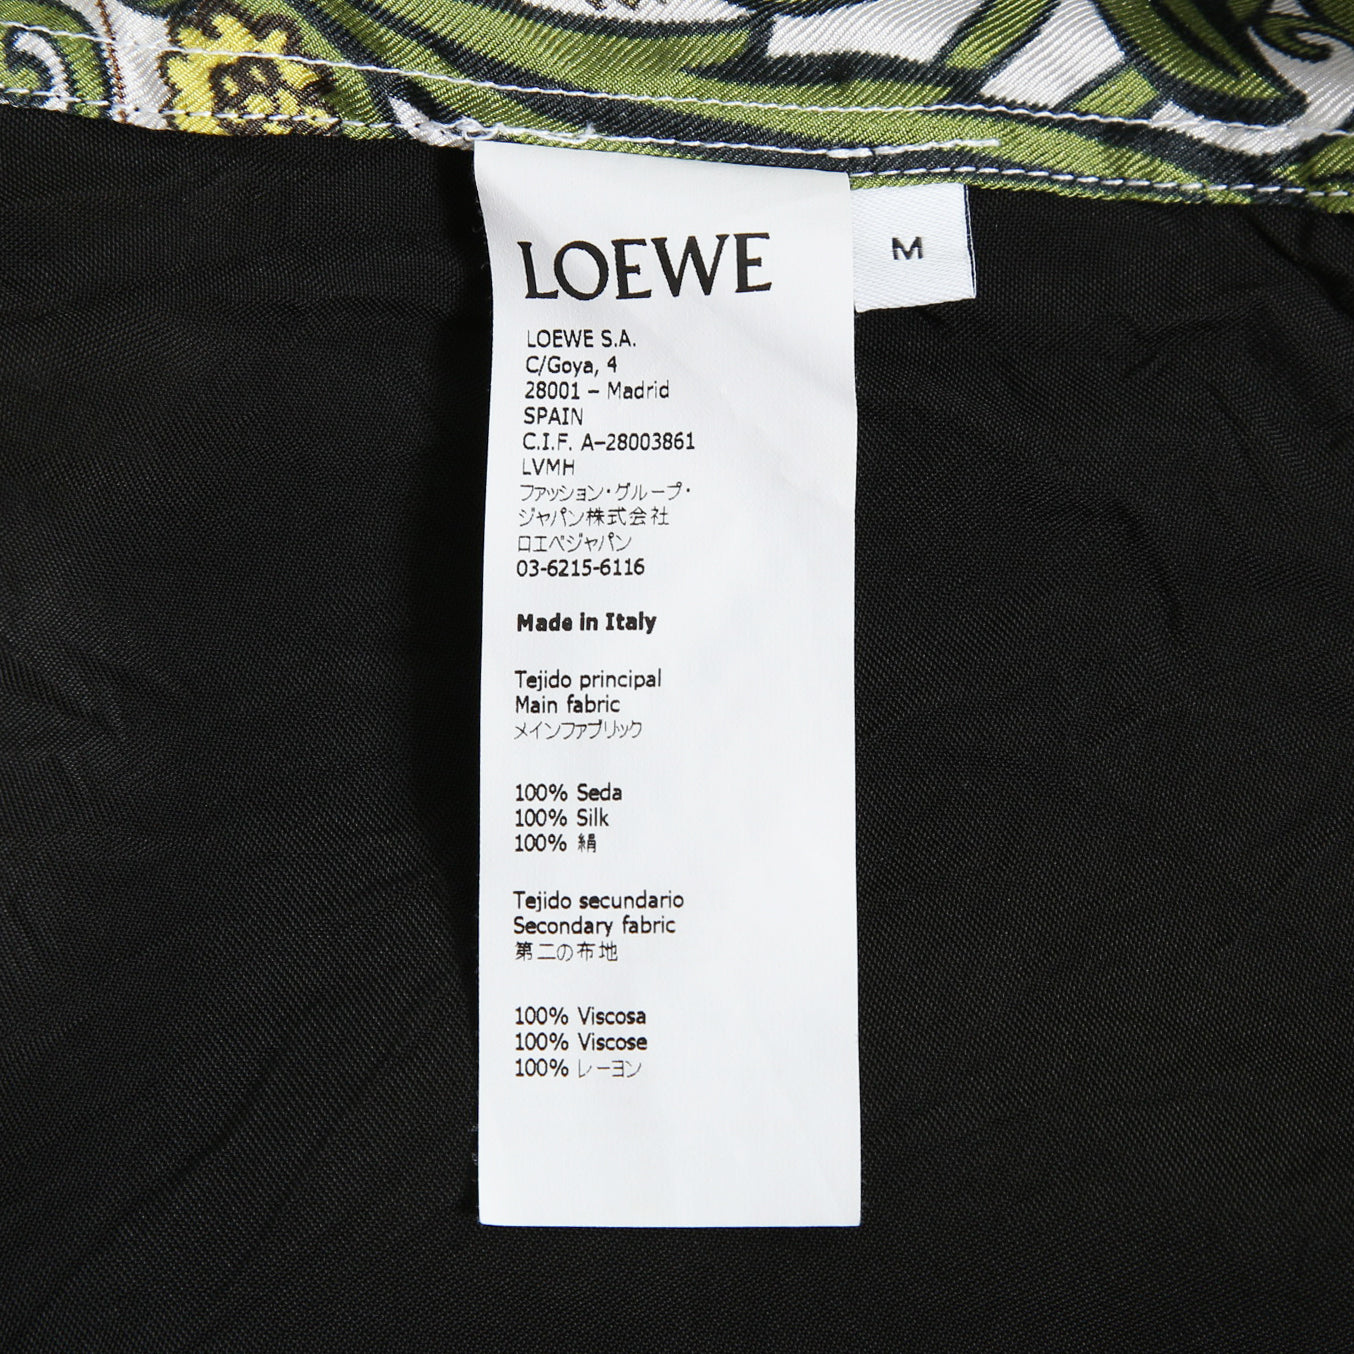 LOEWE
M
LOEWE S.A.
C/Goya, 4
28001 – Madrid
SPAIN
C.I.F. A–28003861
LVMH
ファッション・グループ・
ジャパン株式会社
ロエベジャパン
03-6215-6116
Made in Italy
Tejido principal
Main fabric
メインファブリック
100% Seda
100% Silk
100% 絹
Tejido secundario
Secondary fabric
第二の布地
100% Viscosa
100% Viscose
100% レーヨン